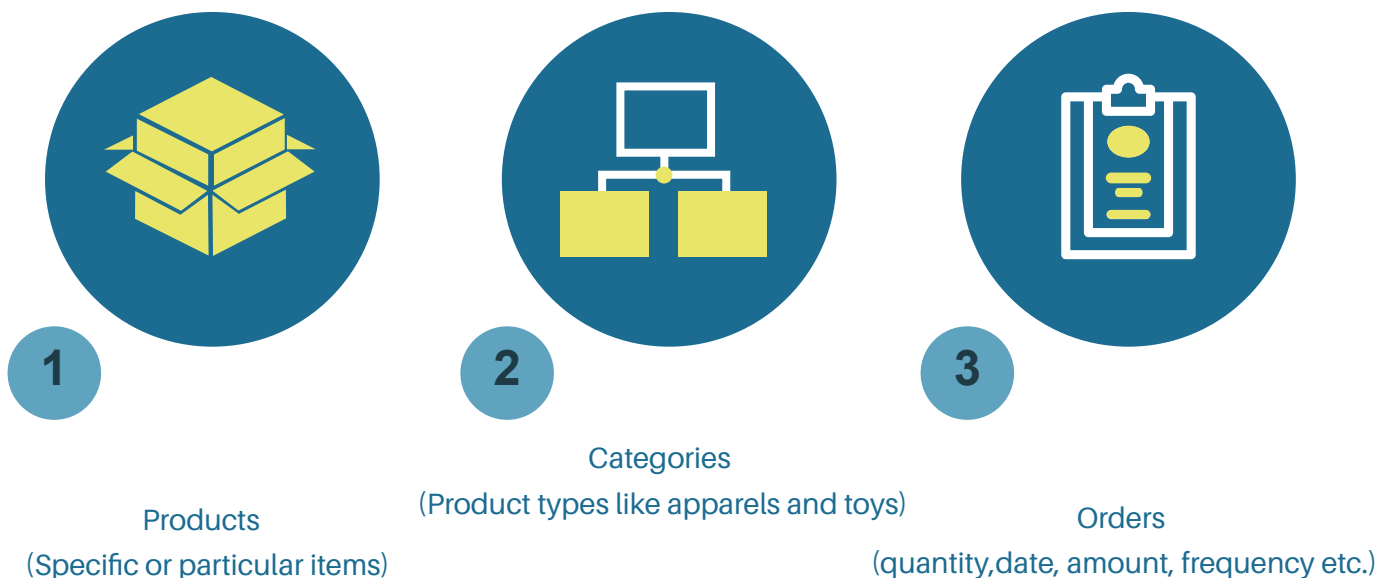 1
Products
(Specific or particular items)
2
Categories
(Product types like apparels and toys)
3
Orders
(quantity,date, amount, frequency etc.)